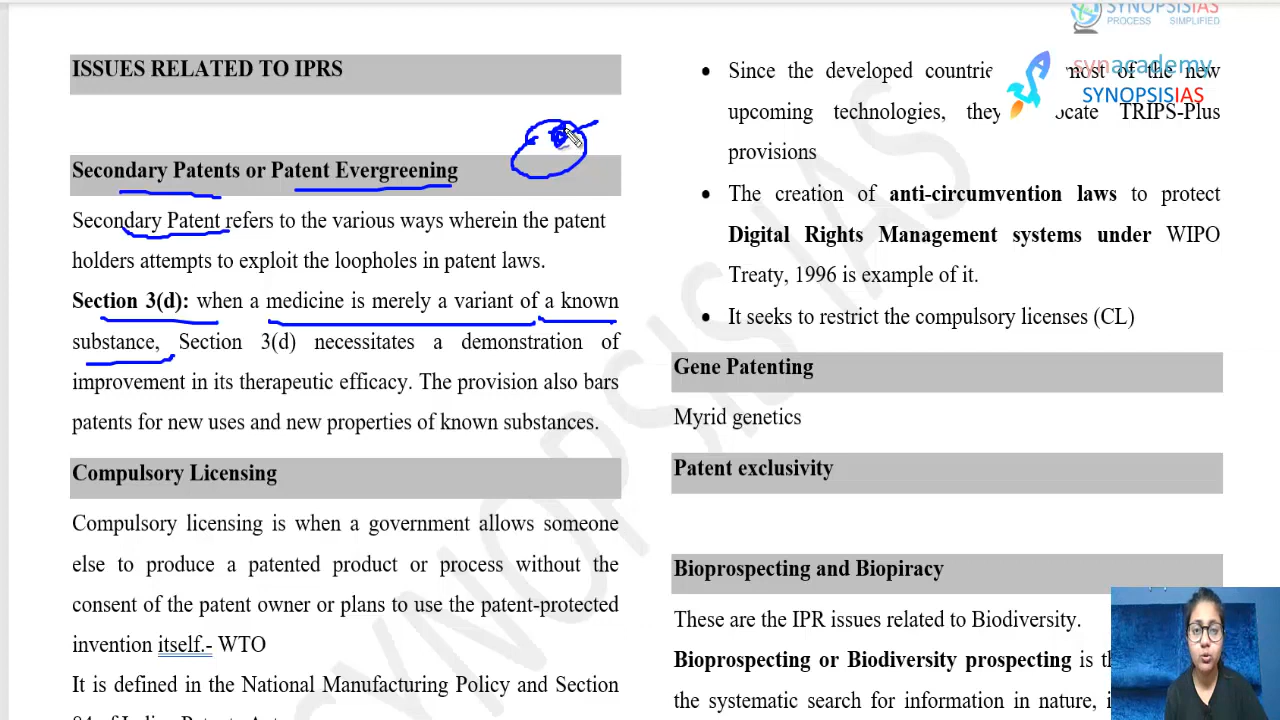 ISSUES RELATED TO IPRS
Secondary Patents or Patent Evergreening
Secondary Patent refers to the various ways wherein the patent
holders attempts to exploit the loopholes in patent laws.
Section 3(d): when a medicine is merely a variant of a known
substance, Section 3(d) necessitates a demonstration of
improvement in its therapeutic efficacy. The provision also bars
patents for new uses and new properties of known substances.
Compulsory Licensing
Compulsory licensing is when a government allows someone
else to produce a patented product or process without the
consent of the patent owner or plans to use the patent-protected
invention itself.- WTO
It is defined in the National Manufacturing Policy and Section
SYNOPSISIAS
PROCESS SIMPLIFIED
synacademy
SYNOPSISIAS
• Since the developed countrie most of the new
upcoming technologies, they ocate TRIPS-Plus
provisions
• The creation of anti-circumvention laws to protect
Digital Rights Management systems under WIPO
Treaty, 1996 is example of it.
• It seeks to restrict the compulsory licenses (CL)
Gene Patenting
Myrid genetics
Patent exclusivity
Bioprospecting and Biopiracy
These are the IPR issues related to Biodiversity.
Bioprospecting or Biodiversity prospecting is
the systematic search for information in nature,
SYNOPSIS IAS